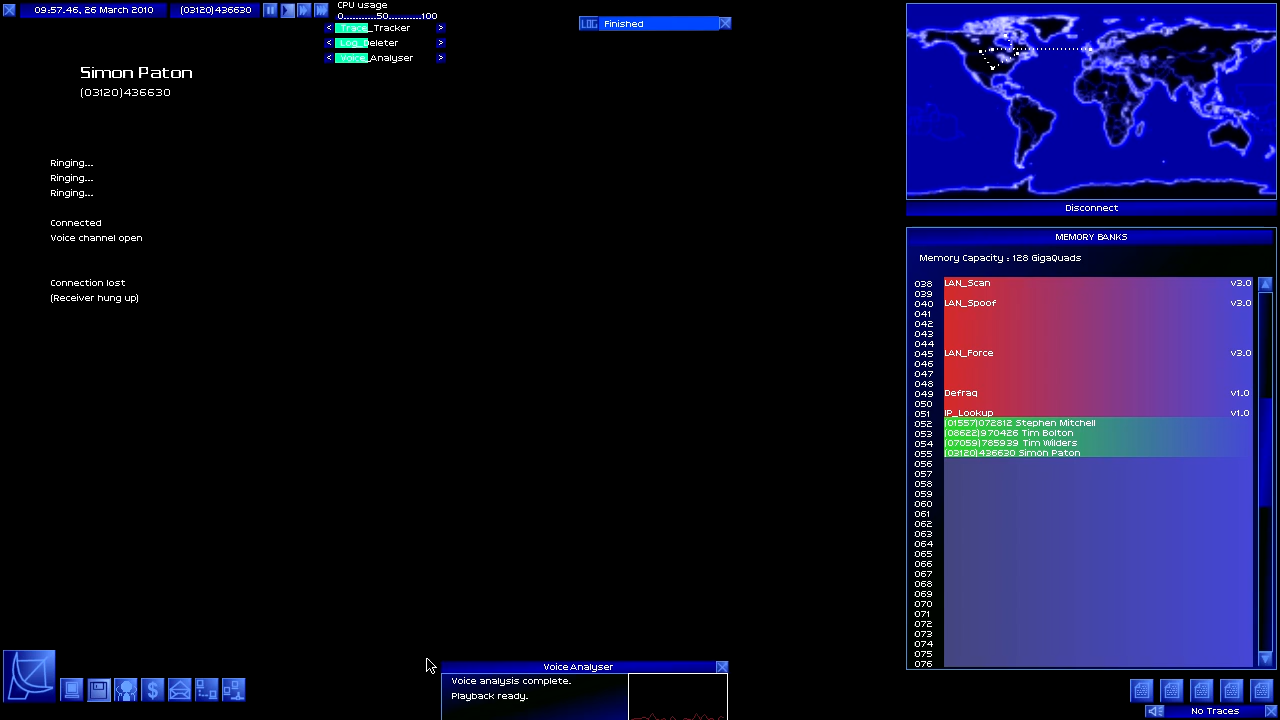 09:57.46, 26 March 2010
(03120)436630
CPU usage
0..........50..........100
< Trace_Tracker >
< Log_Deleter >
< Voice_Analyser >
LOG Finished
Simon Paton
(03120)436630
Ringing...
Ringing...
Ringing...
Connected
Voice channel open
Connection lost
(Receiver hung up)
Disconnect
MEMORY BANKS
Memory Capacity : 128 GigaQuads
038 LAN_Scan v3.0
039
040 LAN_Spoof v3.0
041
042
043
044
045 LAN_Force v3.0
046
047
048
049 Defrag v1.0
050
051 IP_Lookup v1.0
052 (01557)072812 Stephen Mitchell
053 (08622)970426 Tim Bolton
054 (07059)785939 Tim Wilders
055 (03120)436630 Simon Paton
056
057
058
059
060
061
062
063
064
065
066
067
068
069
070
071
072
073
074
075
076
Voice Analyser
Voice analysis complete.
Playback ready.
No Traces